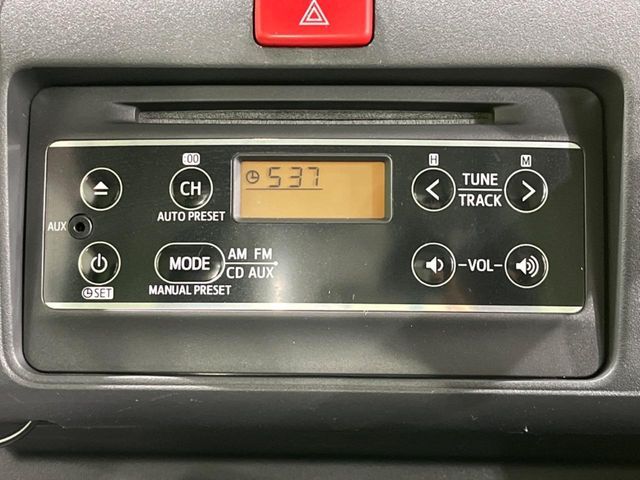 :00
H
M
CH
5 37
TUNE
TRACK
AUTO PRESET
AUX
MODE
AM FM
CD AUX
-VOL-
SET
MANUAL PRESET